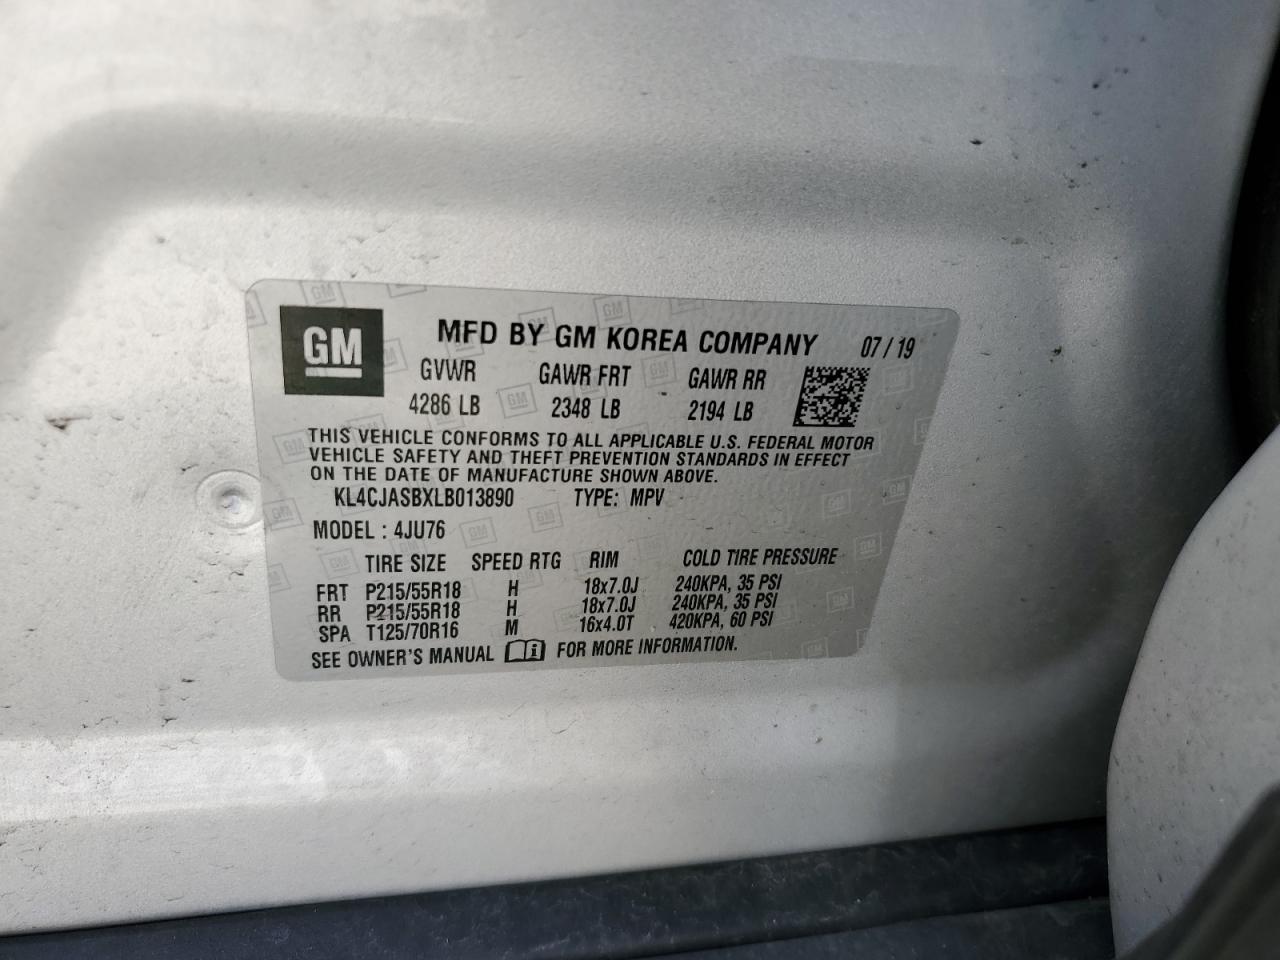 GM MFD BY GM KOREA COMPANY 07 / 19
GVWR GAWR FRT GAWR RR
4286 LB 2348 LB 2194 LB
THIS VEHICLE CONFORMS TO ALL APPLICABLE U.S. FEDERAL MOTOR
VEHICLE SAFETY AND THEFT PREVENTION STANDARDS IN EFFECT
ON THE DATE OF MANUFACTURE SHOWN ABOVE.
KL4CJASBXLB013890 TYPE: MPV
MODEL : 4JU76
TIRE SIZE SPEED RTG RIM COLD TIRE PRESSURE
FRT P215/55R18 H 18x7.0J 240KPA, 35 PSI
RR P215/55R18 H 18x7.0J 240KPA, 35 PSI
SPA T125/70R16 M 16x4.0T 420KPA, 60 PSI
SEE OWNER'S MANUAL i FOR MORE INFORMATION.